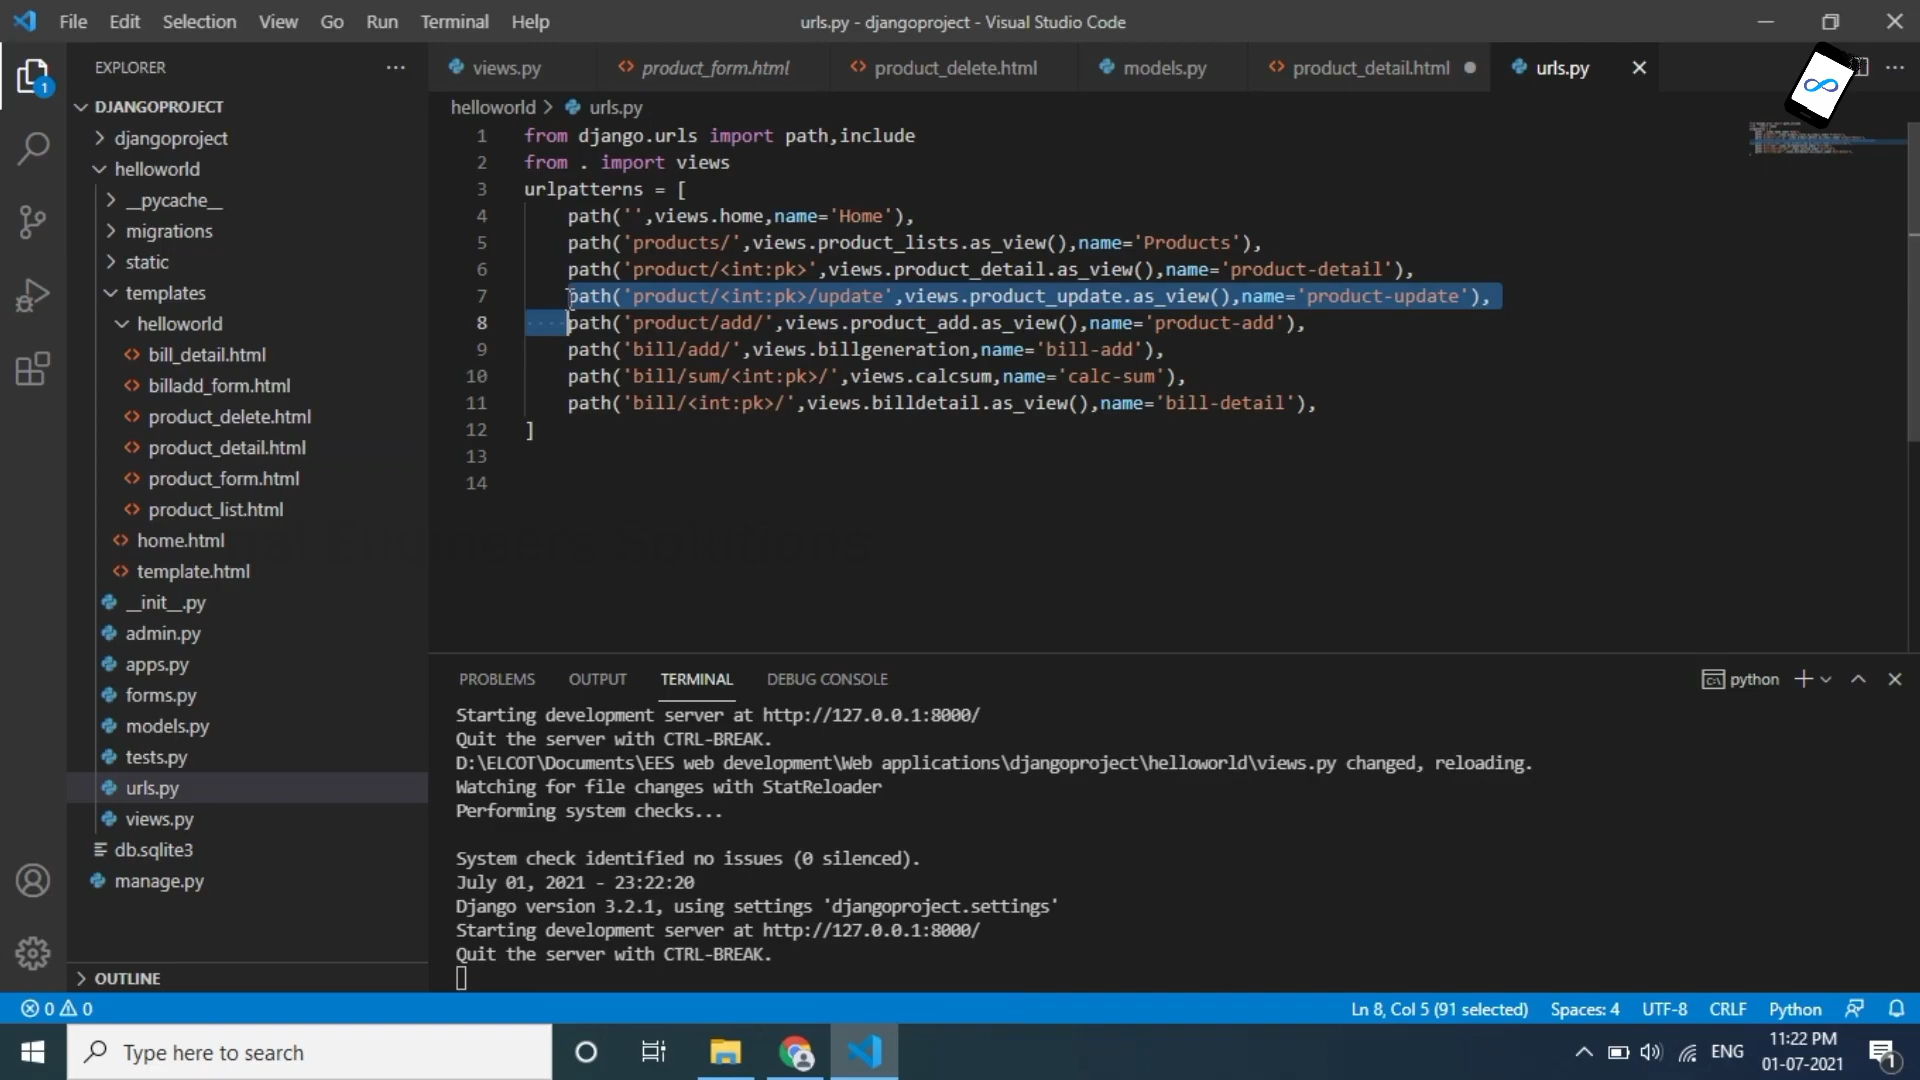 File Edit Selection View Go Run Terminal Help
urls.py - djangoproject - Visual Studio Code
EXPLORER
DJANGOPROJECT
djangoproject
helloworld
__pycache__
migrations
static
templates
helloworld
bill_detail.html
billadd_form.html
product_delete.html
product_detail.html
product_form.html
product_list.html
home.html
template.html
__init__.py
admin.py
apps.py
forms.py
models.py
tests.py
urls.py
views.py
db.sqlite3
manage.py
OUTLINE
views.py product_form.html product_delete.html models.py product_detail.html urls.py
helloworld > urls.py
1 from django.urls import path,include
2 from . import views
3 urlpatterns = [
4 path('',views.home,name='Home'),
5 path('products/',views.product_lists.as_view(),name='Products'),
6 path('product/<int:pk>',views.product_detail.as_view(),name='product-detail'),
7 path('product/<int:pk>/update',views.product_update.as_view(),name='product-update'),
8 path('product/add/',views.product_add.as_view(),name='product-add'),
9 path('bill/add/',views.billgeneration,name='bill-add'),
10 path('bill/sum/<int:pk>/',views.calcsum,name='calc-sum'),
11 path('bill/<int:pk>/',views.billdetail.as_view(),name='bill-detail'),
12 ]
13
14
Engineers Solutions
PROBLEMS OUTPUT TERMINAL DEBUG CONSOLE
python
Starting development server at http://127.0.0.1:8000/
Quit the server with CTRL-BREAK.
D:\ELCOT\Documents\EES web development\Web applications\djangoproject\helloworld\views.py changed, reloading.
Watching for file changes with StatReloader
Performing system checks...
System check identified no issues (0 silenced).
July 01, 2021 - 23:22:20
Django version 3.2.1, using settings 'djangoproject.settings'
Starting development server at http://127.0.0.1:8000/
Quit the server with CTRL-BREAK.
0 0
Ln 8, Col 5 (91 selected) Spaces: 4 UTF-8 CRLF Python
Type here to search
ENG
11:22 PM
01-07-2021
1
1